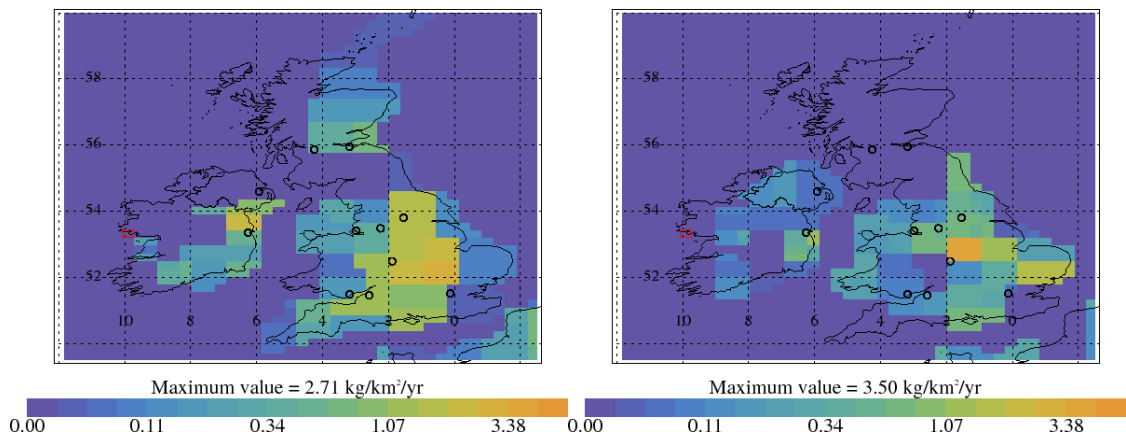 58 58
56 56
54 54
52 52
10 8 6 4 2 0 10 8 6 4 2 0
Maximum value = 2.71 kg/km²/yr Maximum value = 3.50 kg/km²/yr
0.00 0.11 0.34 1.07 3.38 0.00 0.11 0.34 1.07 3.38